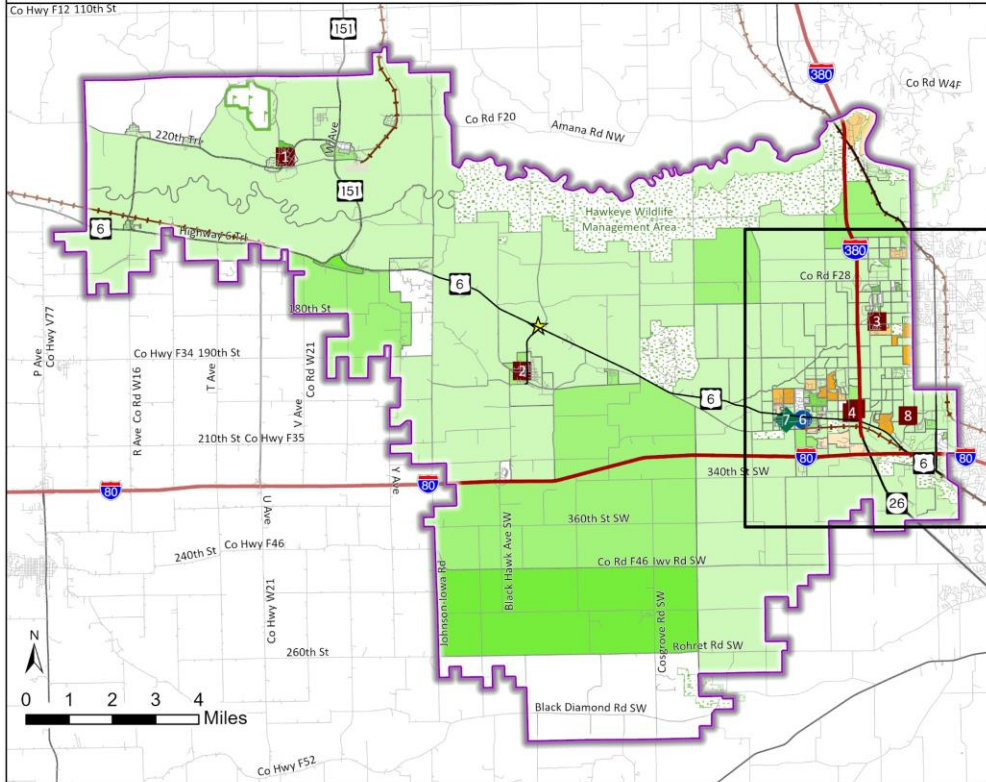 Co Hwy F12 110th St
151
380
Co Rd W4F
Co Rd F20
Amana Rd NW
220th Trl
W Ave
1
151
6
Highway 6 Trl
Hawkeye Wildlife
Management Area
380
Co Rd F28
6
180th St
3
P Ave
Co Hwy V77
Co Hwy F34 190th St
R Ave Co Rd W16
T Ave
V Ave
Co Rd W21
2
6
7
6
4
8
210th St Co Hwy F35
Y Ave
80
6
80
340th St SW
80
80
26
U Ave
360th St SW
240th St
Co Hwy F46
Co Rd F46 Iwv Rd SW
Black Hawk Ave SW
Johnson-Iowa Rd
Co Hwy W21
Cosgrove Rd SW
260th St
Rohret Rd SW
N
0 1 2 3 4
Miles
Black Diamond Rd SW
Co Hwy F52